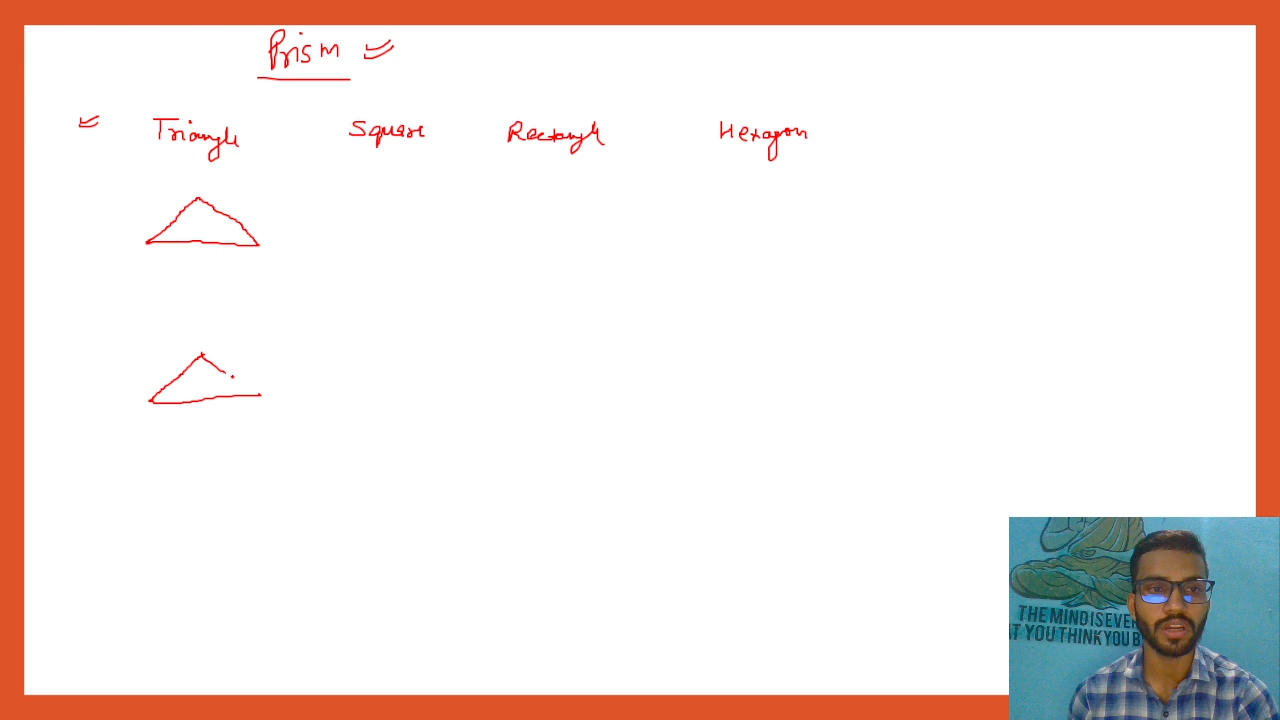 Prism
Triangle Square Rectangle Hexagon
THE MIND IS EVER
AT YOU THINK YOU B